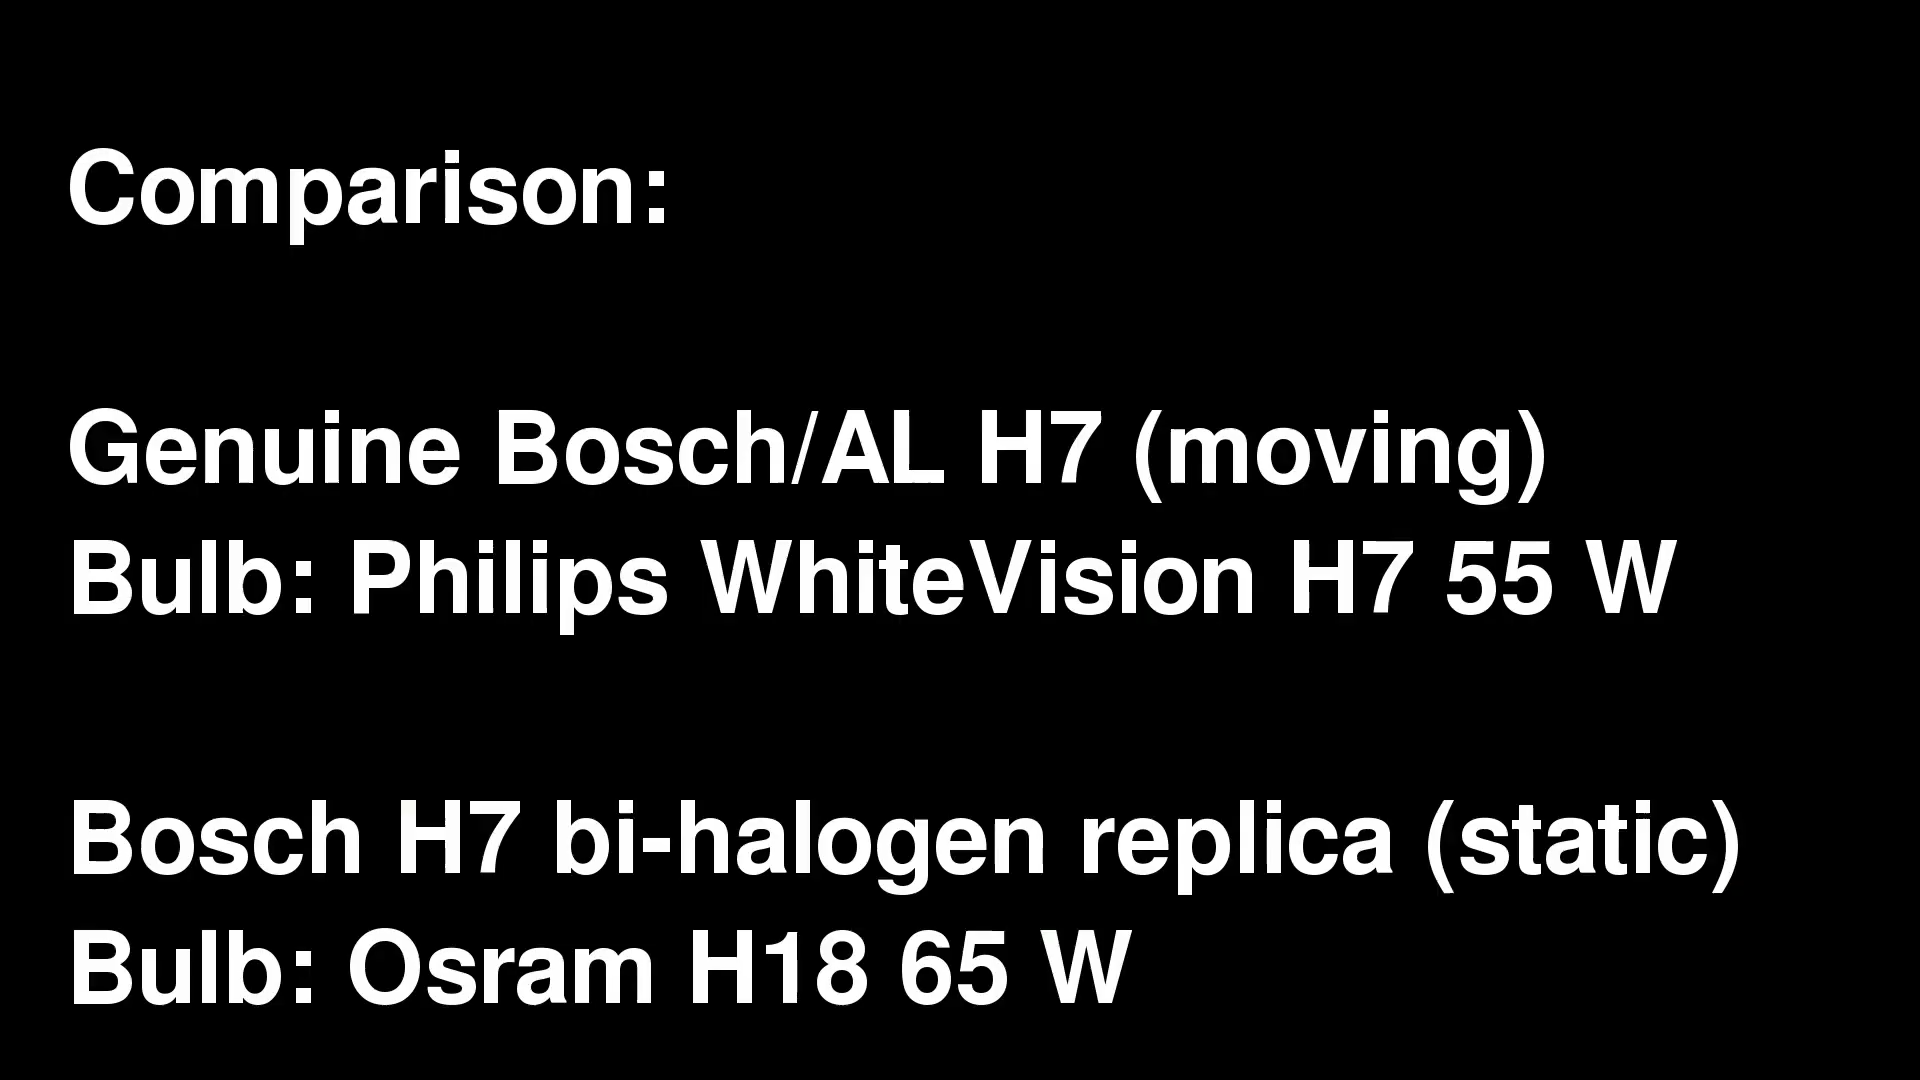 Comparison:
Genuine Bosch/AL H7 (moving)
Bulb: Philips WhiteVision H7 55 W
Bosch H7 bi-halogen replica (static)
Bulb: Osram H18 65 W